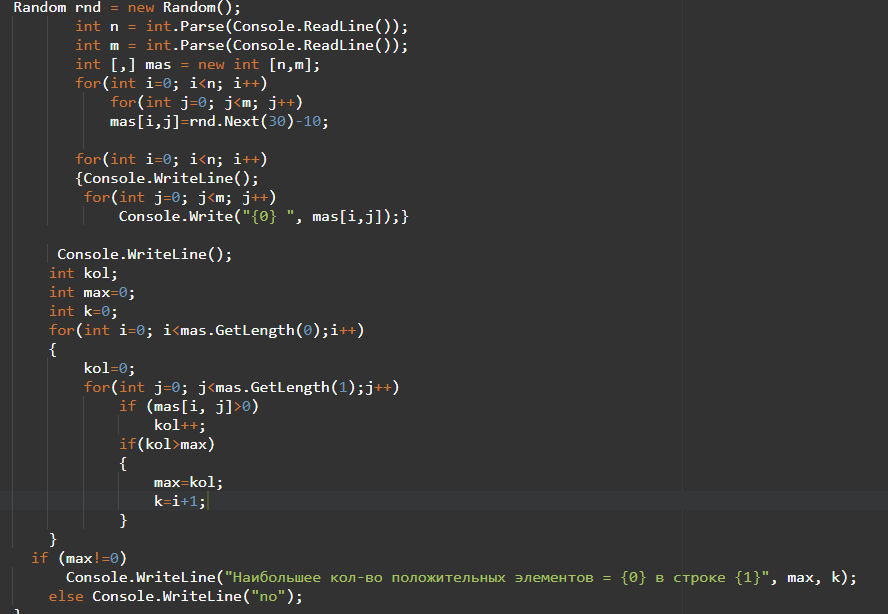 Random rnd = new Random();
int n = int.Parse(Console.ReadLine());
int m = int.Parse(Console.ReadLine());
int [,] mas = new int [n,m];
for(int i=0; i<n; i++)
for(int j=0; j<m; j++)
mas[i,j]=rnd.Next(30)-10;
for(int i=0; i<n; i++)
{Console.WriteLine();
for(int j=0; j<m; j++)
Console.Write("{0} ", mas[i,j]);}
Console.WriteLine();
int kol;
int max=0;
int k=0;
for(int i=0; i<mas.GetLength(0);i++)
{
kol=0;
for(int j=0; j<mas.GetLength(1);j++)
if (mas[i, j]>0)
kol++;
if(kol>max)
{
max=kol;
k=i+1;
}
}
if (max!=0)
Console.WriteLine("Наибольшее кол-во положительных элементов = {0} в строке {1}", max, k);
else Console.WriteLine("no");